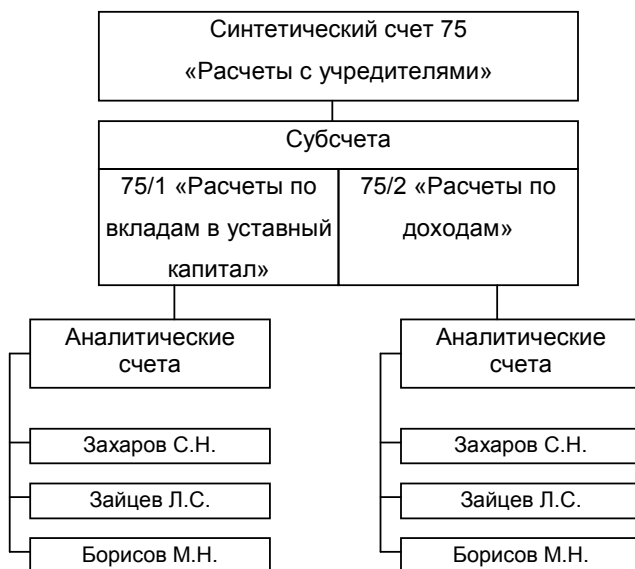 Синтетический счет 75
«Расчеты с учредителями»
Субсчета
75/1 «Расчеты по
вкладам в уставный
капитал»
75/2 «Расчеты по
доходам»
Аналитические
счета
Захаров С.Н.
Зайцев Л.С.
Борисов М.Н.
Аналитические
счета
Захаров С.Н.
Зайцев Л.С.
Борисов М.Н.